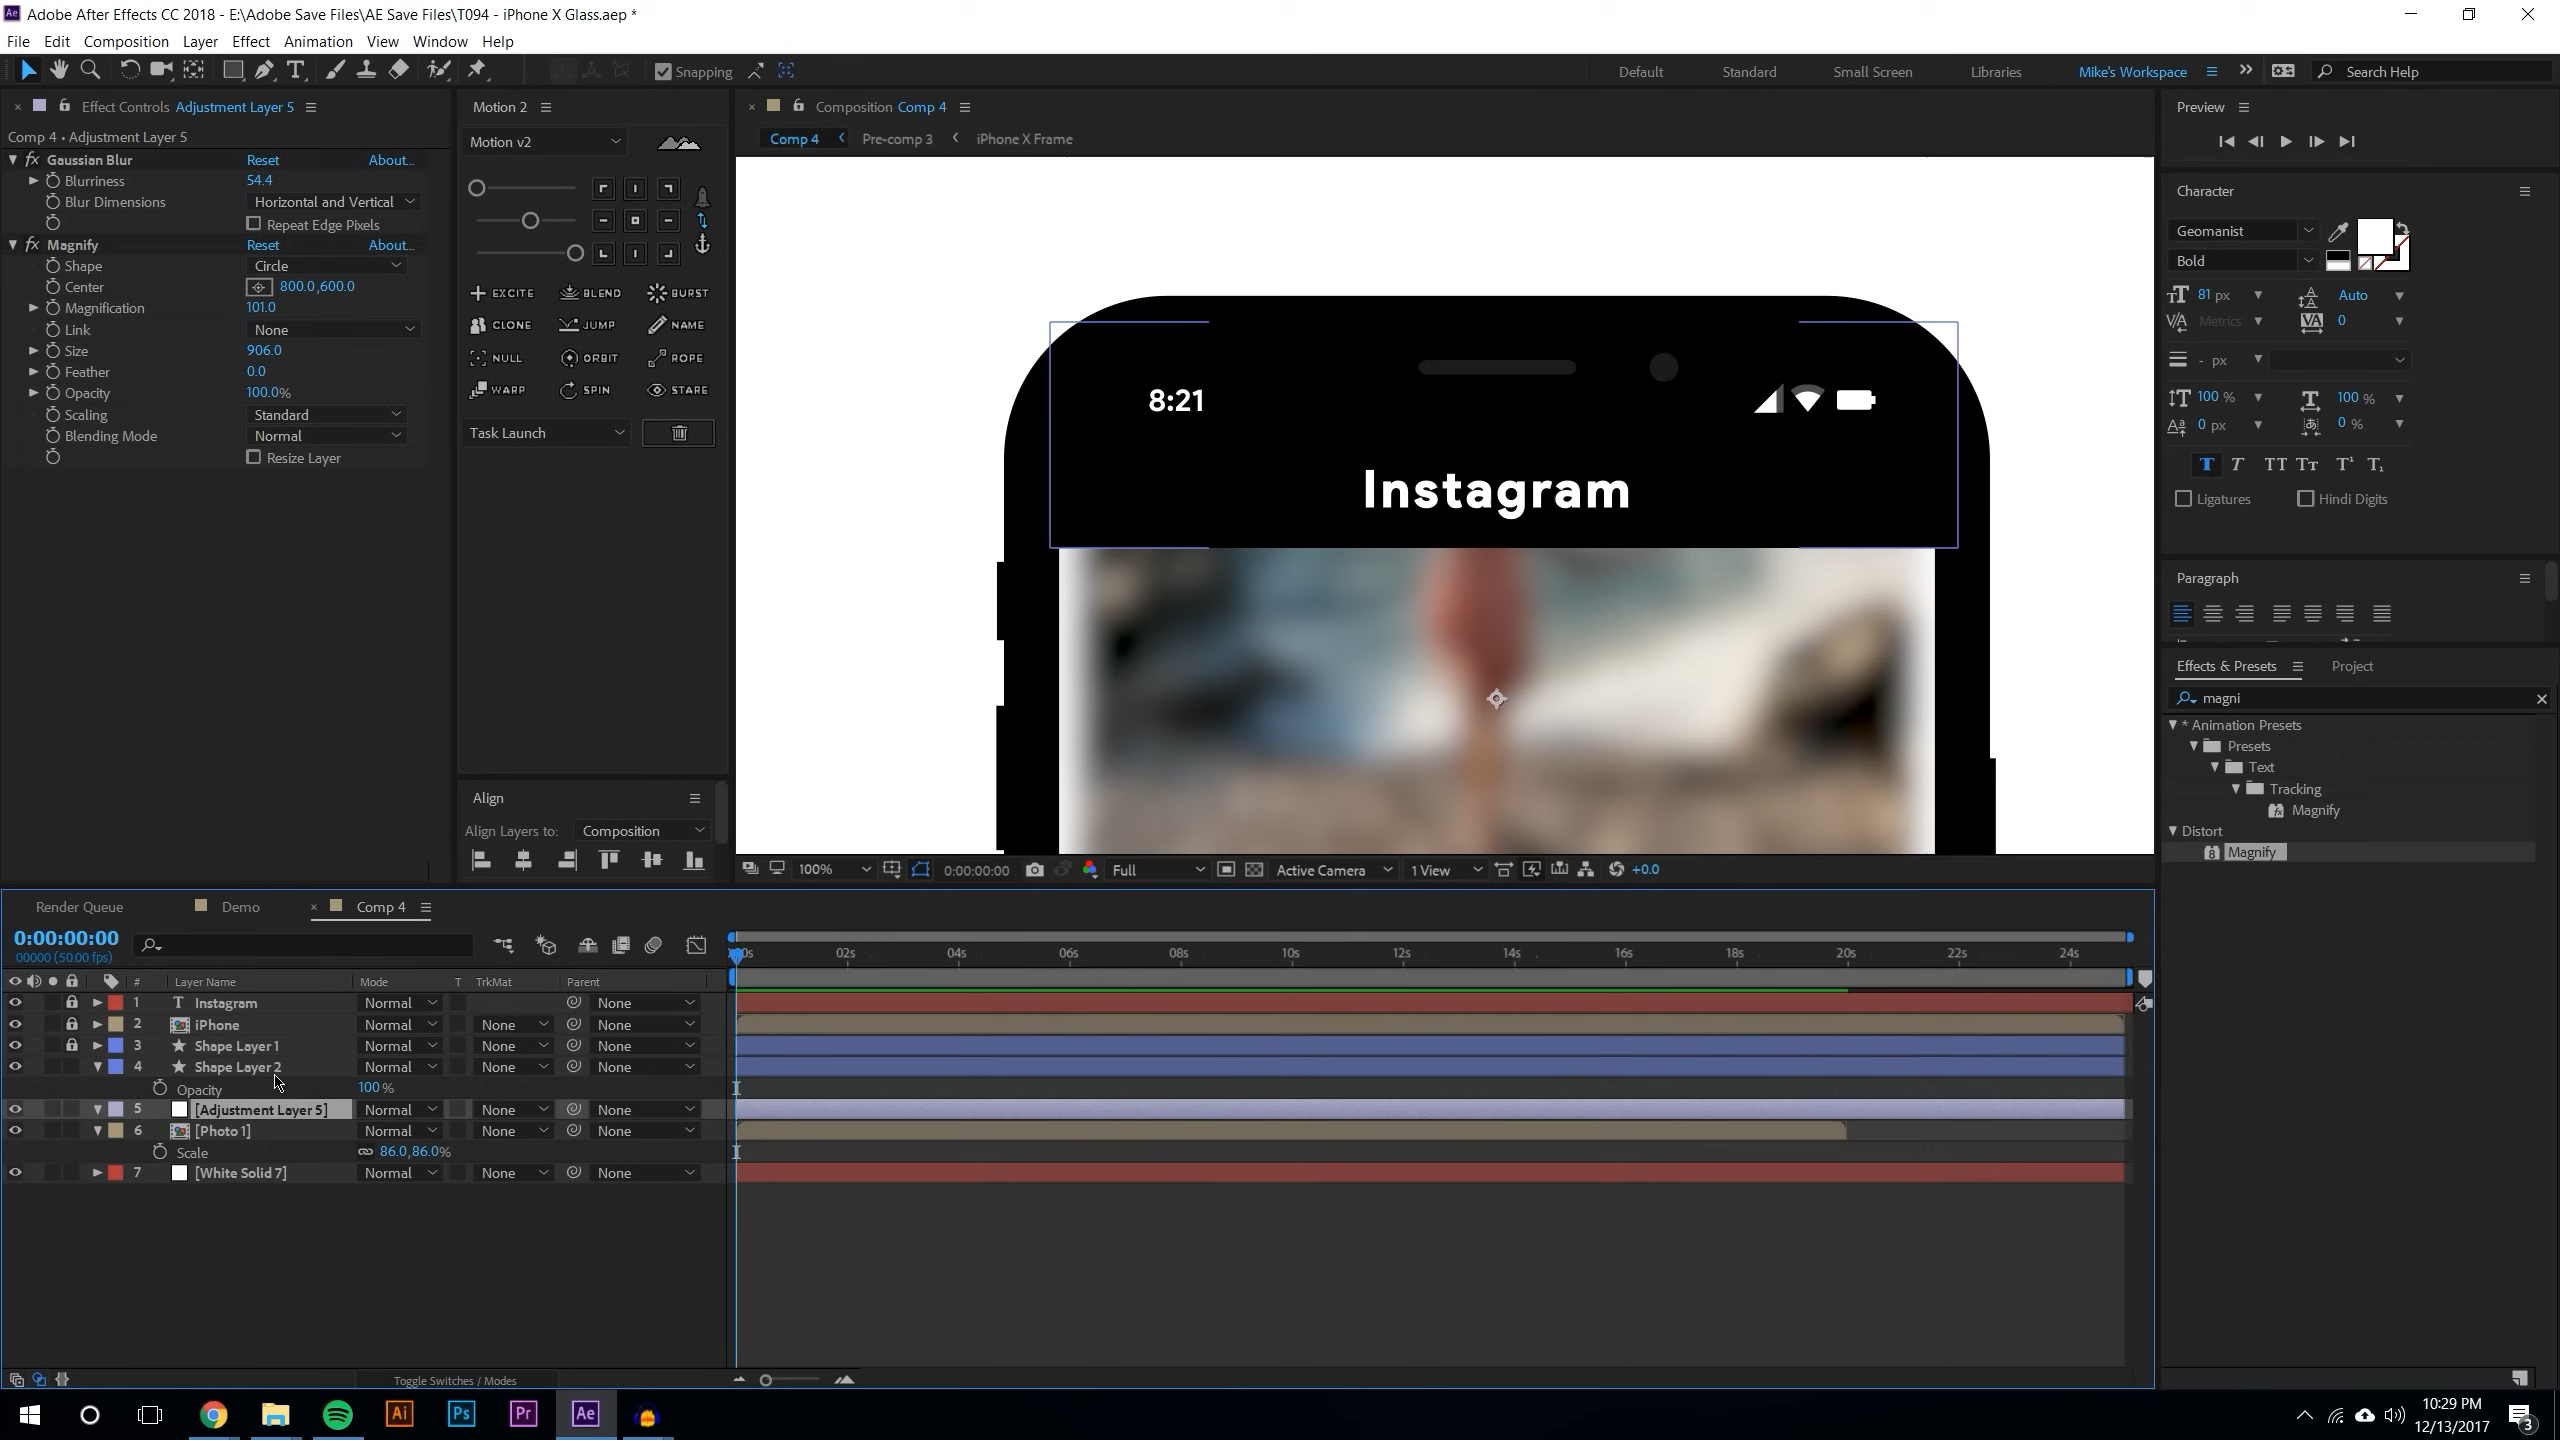 Adobe After Effects CC 2018 - E:\Adobe Save Files\AE Save Files\T094 - iPhone X Glass.aep *
File Edit Composition Layer Effect Animation View Window Help
Snapping
Default Standard Small Screen Libraries Mike's Workspace Search Help
Effect Controls Adjustment Layer 5
Comp 4 • Adjustment Layer 5
fx Gaussian Blur Reset About...
Blurriness 54.4
Blur Dimensions Horizontal and Vertical
Repeat Edge Pixels
fx Magnify Reset About...
Shape Circle
Center 800.0,600.0
Magnification 101.0
Link None
Size 906.0
Feather 0.0
Opacity 100.0%
Scaling Standard
Blending Mode Normal
Resize Layer
Motion 2
Motion v2
EXCITE BLEND BURST
CLONE JUMP NAME
NULL ORBIT ROPE
WARP SPIN STARE
Task Launch
Align
Align Layers to: Composition
Composition Comp 4
Comp 4 Pre-comp 3 iPhone X Frame
8:21
Instagram
100% 0:00:00:00 Full Active Camera 1 View +0.0
Preview
Character
Geomanist
Bold
81 px Auto
Metrics 0
- px
100 % 100 %
0 px 0 %
T T TT Tт T¹ T₁
Ligatures Hindi Digits
Paragraph
Effects & Presets Project
magni
* Animation Presets
Presets
Text
Tracking
Magnify
Distort
Magnify
Render Queue Demo Comp 4
0:00:00:00
00000 (50.00 fps)
02s 04s 06s 08s 10s 12s 14s 16s 18s 20s 22s 24s
# Layer Name Mode T TrkMat Parent
1 Instagram Normal None
2 iPhone Normal None None
3 Shape Layer 1 Normal None None
4 Shape Layer 2 Normal None None
Opacity 100 %
5 [Adjustment Layer 5] Normal None None
6 [Photo 1] Normal None None
Scale 86.0,86.0%
7 [White Solid 7] Normal None None
Toggle Switches / Modes
Ai Ps Pr Ae
10:29 PM
12/13/2017
3